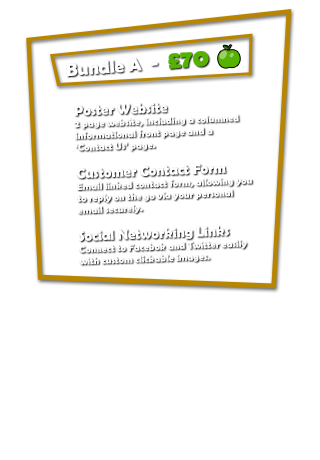 Bundle A - £70
Poster Website
2 page website, including a columned
informational front page and a
'Contact Us' page.
Customer Contact Form
Email linked contact form, allowing you
to reply on the go via your personal
email securely.
Social Networking Links
Connect to Facebok and Twitter easily
with custom clickable images.